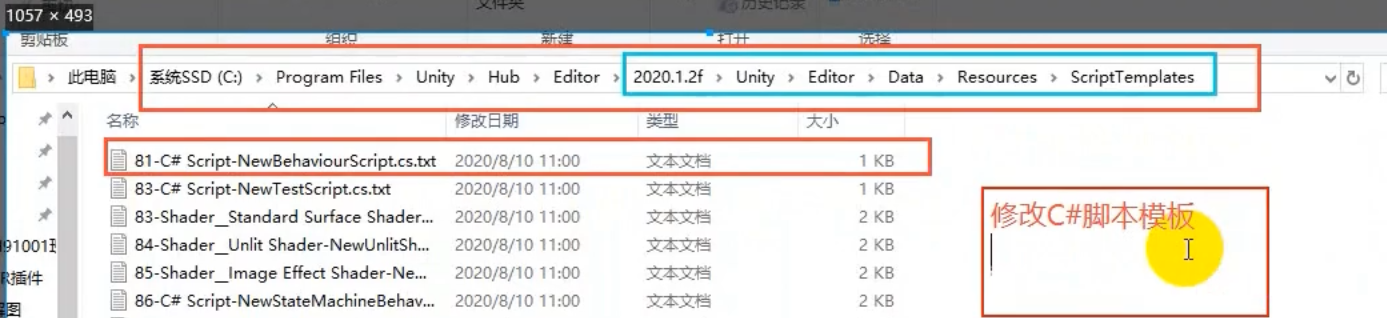 1057 × 493
文件夹
历史记录
剪贴板
组织
新建
打开
选择
此电脑 › 系统SSD (C:) › Program Files › Unity › Hub › Editor › 2020.1.2f › Unity › Editor › Data › Resources › ScriptTemplates
名称 修改日期 类型 大小
81-C# Script-NewBehaviourScript.cs.txt 2020/8/10 11:00 文本文档 1 KB
83-C# Script-NewTestScript.cs.txt 2020/8/10 11:00 文本文档 1 KB
83-Shader__Standard Surface Shader... 2020/8/10 11:00 文本文档 2 KB
修改C#脚本模板
84-Shader__Unlit Shader-NewUnlitSh... 2020/8/10 11:00 文本文档 2 KB
85-Shader__Image Effect Shader-Ne... 2020/8/10 11:00 文本文档 2 KB
R插件
86-C# Script-NewStateMachineBehav... 2020/8/10 11:00 文本文档 2 KB